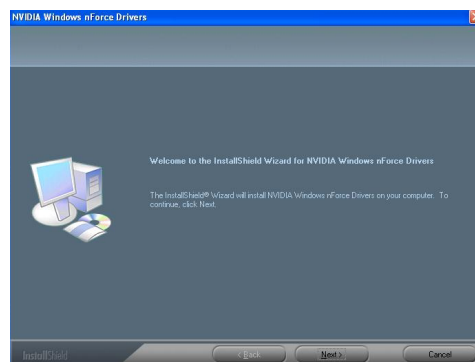 NVIDIA Windows nForce Drivers
Welcome to the InstallShield Wizard for NVIDIA Windows nForce Drivers
The InstallShield® Wizard will install NVIDIA Windows nForce Drivers on your computer. To
continue, click Next.
InstallShield
< Back Next > Cancel